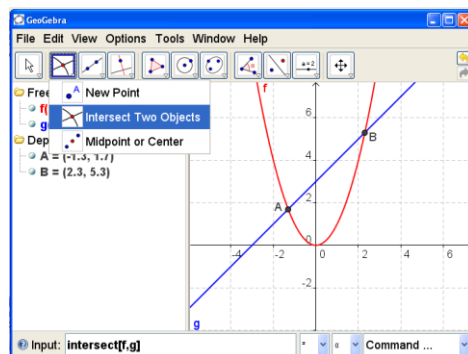 GeoGebra
File Edit View Options Tools Window Help
A
a=2
Free
f(
g
Dep
A = (-1.3, 1.7)
B = (2.3, 5.3)
A New Point
Intersect Two Objects
Midpoint or Center
f
6
4
2
-2
-4 -2 0 2 4 6
A
B
g
Input: intersect[f,g]
* α Command ...